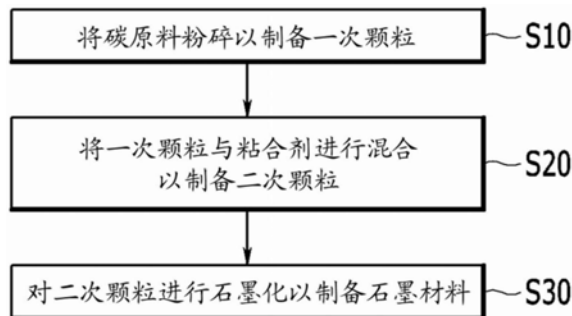 将碳原料粉碎以制备一次颗粒 S10
将一次颗粒与粘合剂进行混合
以制备二次颗粒 S20
对二次颗粒进行石墨化以制备石墨材料 S30